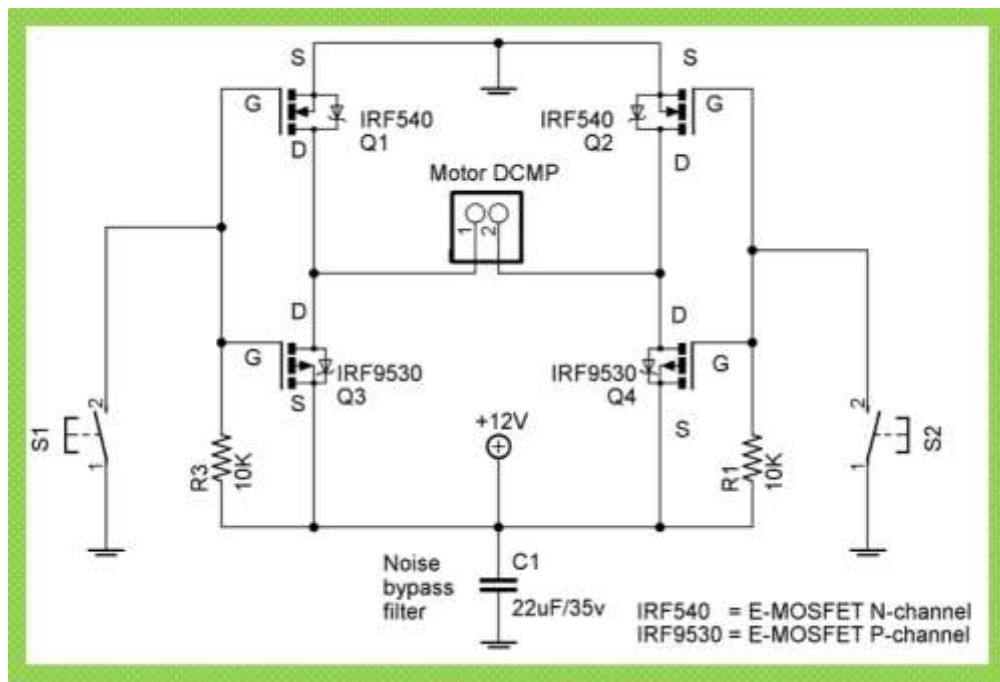 S
S
G
G
IRF540
Q1
IRF540
Q2
D
D
Motor DCMP
1
2
D
D
G
G
IRF9530
Q3
IRF9530
Q4
S
S
+12V
S1
2
1
R3
10K
R1
10K
2
1
S2
Noise
bypass
filter
C1
22uF/35v
IRF540 = E-MOSFET N-channel
IRF9530 = E-MOSFET P-channel